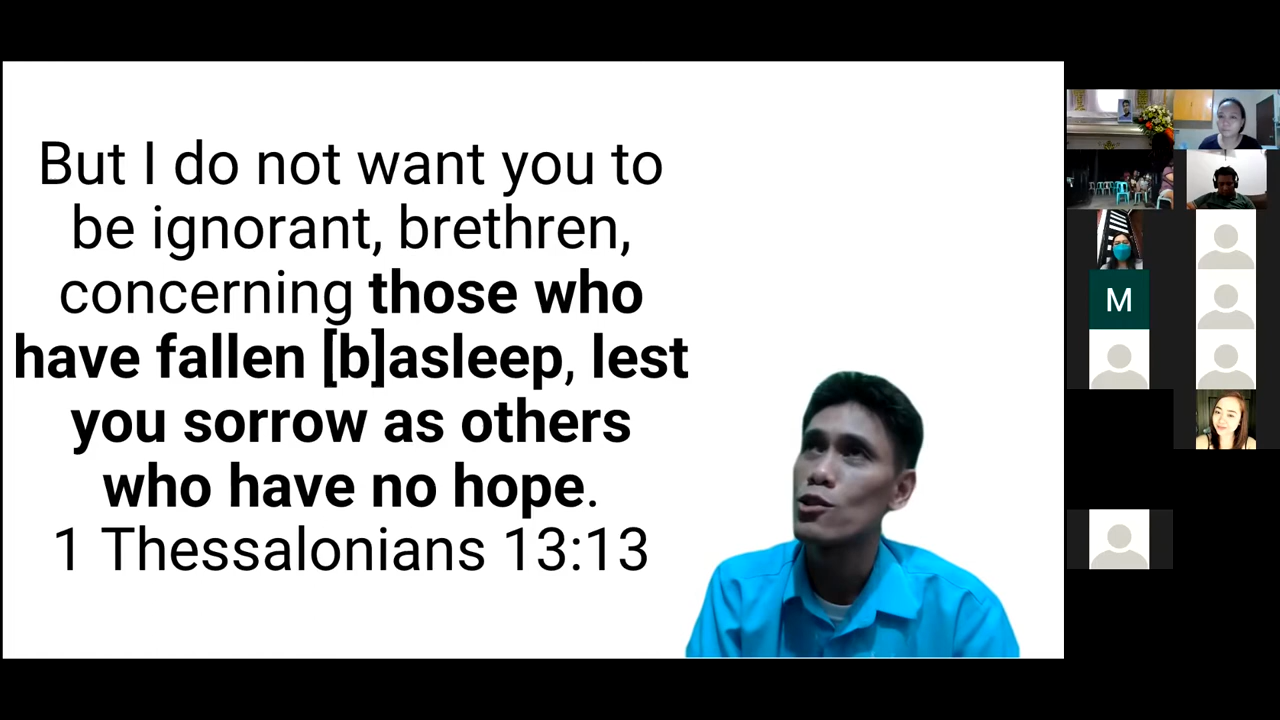 But I do not want you to
be ignorant, brethren,
concerning those who
have fallen [b]asleep, lest
you sorrow as others
who have no hope.
1 Thessalonians 13:13
M